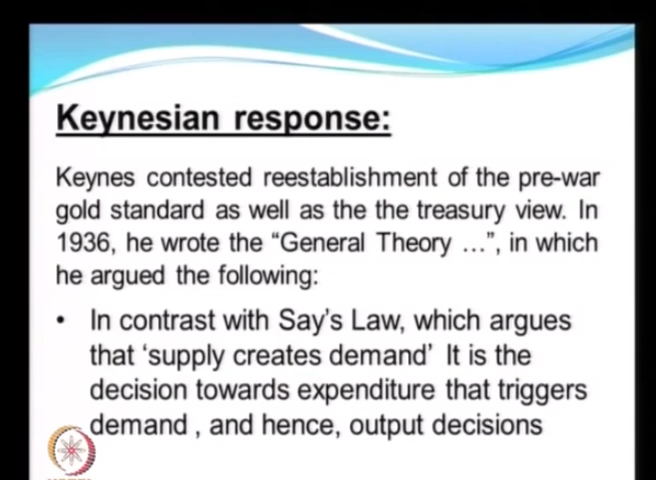 Keynesian response:
Keynes contested reestablishment of the pre-war
gold standard as well as the the treasury view. In
1936, he wrote the “General Theory ...”, in which
he argued the following:
• In contrast with Say’s Law, which argues
that ‘supply creates demand’ It is the
decision towards expenditure that triggers
demand , and hence, output decisions